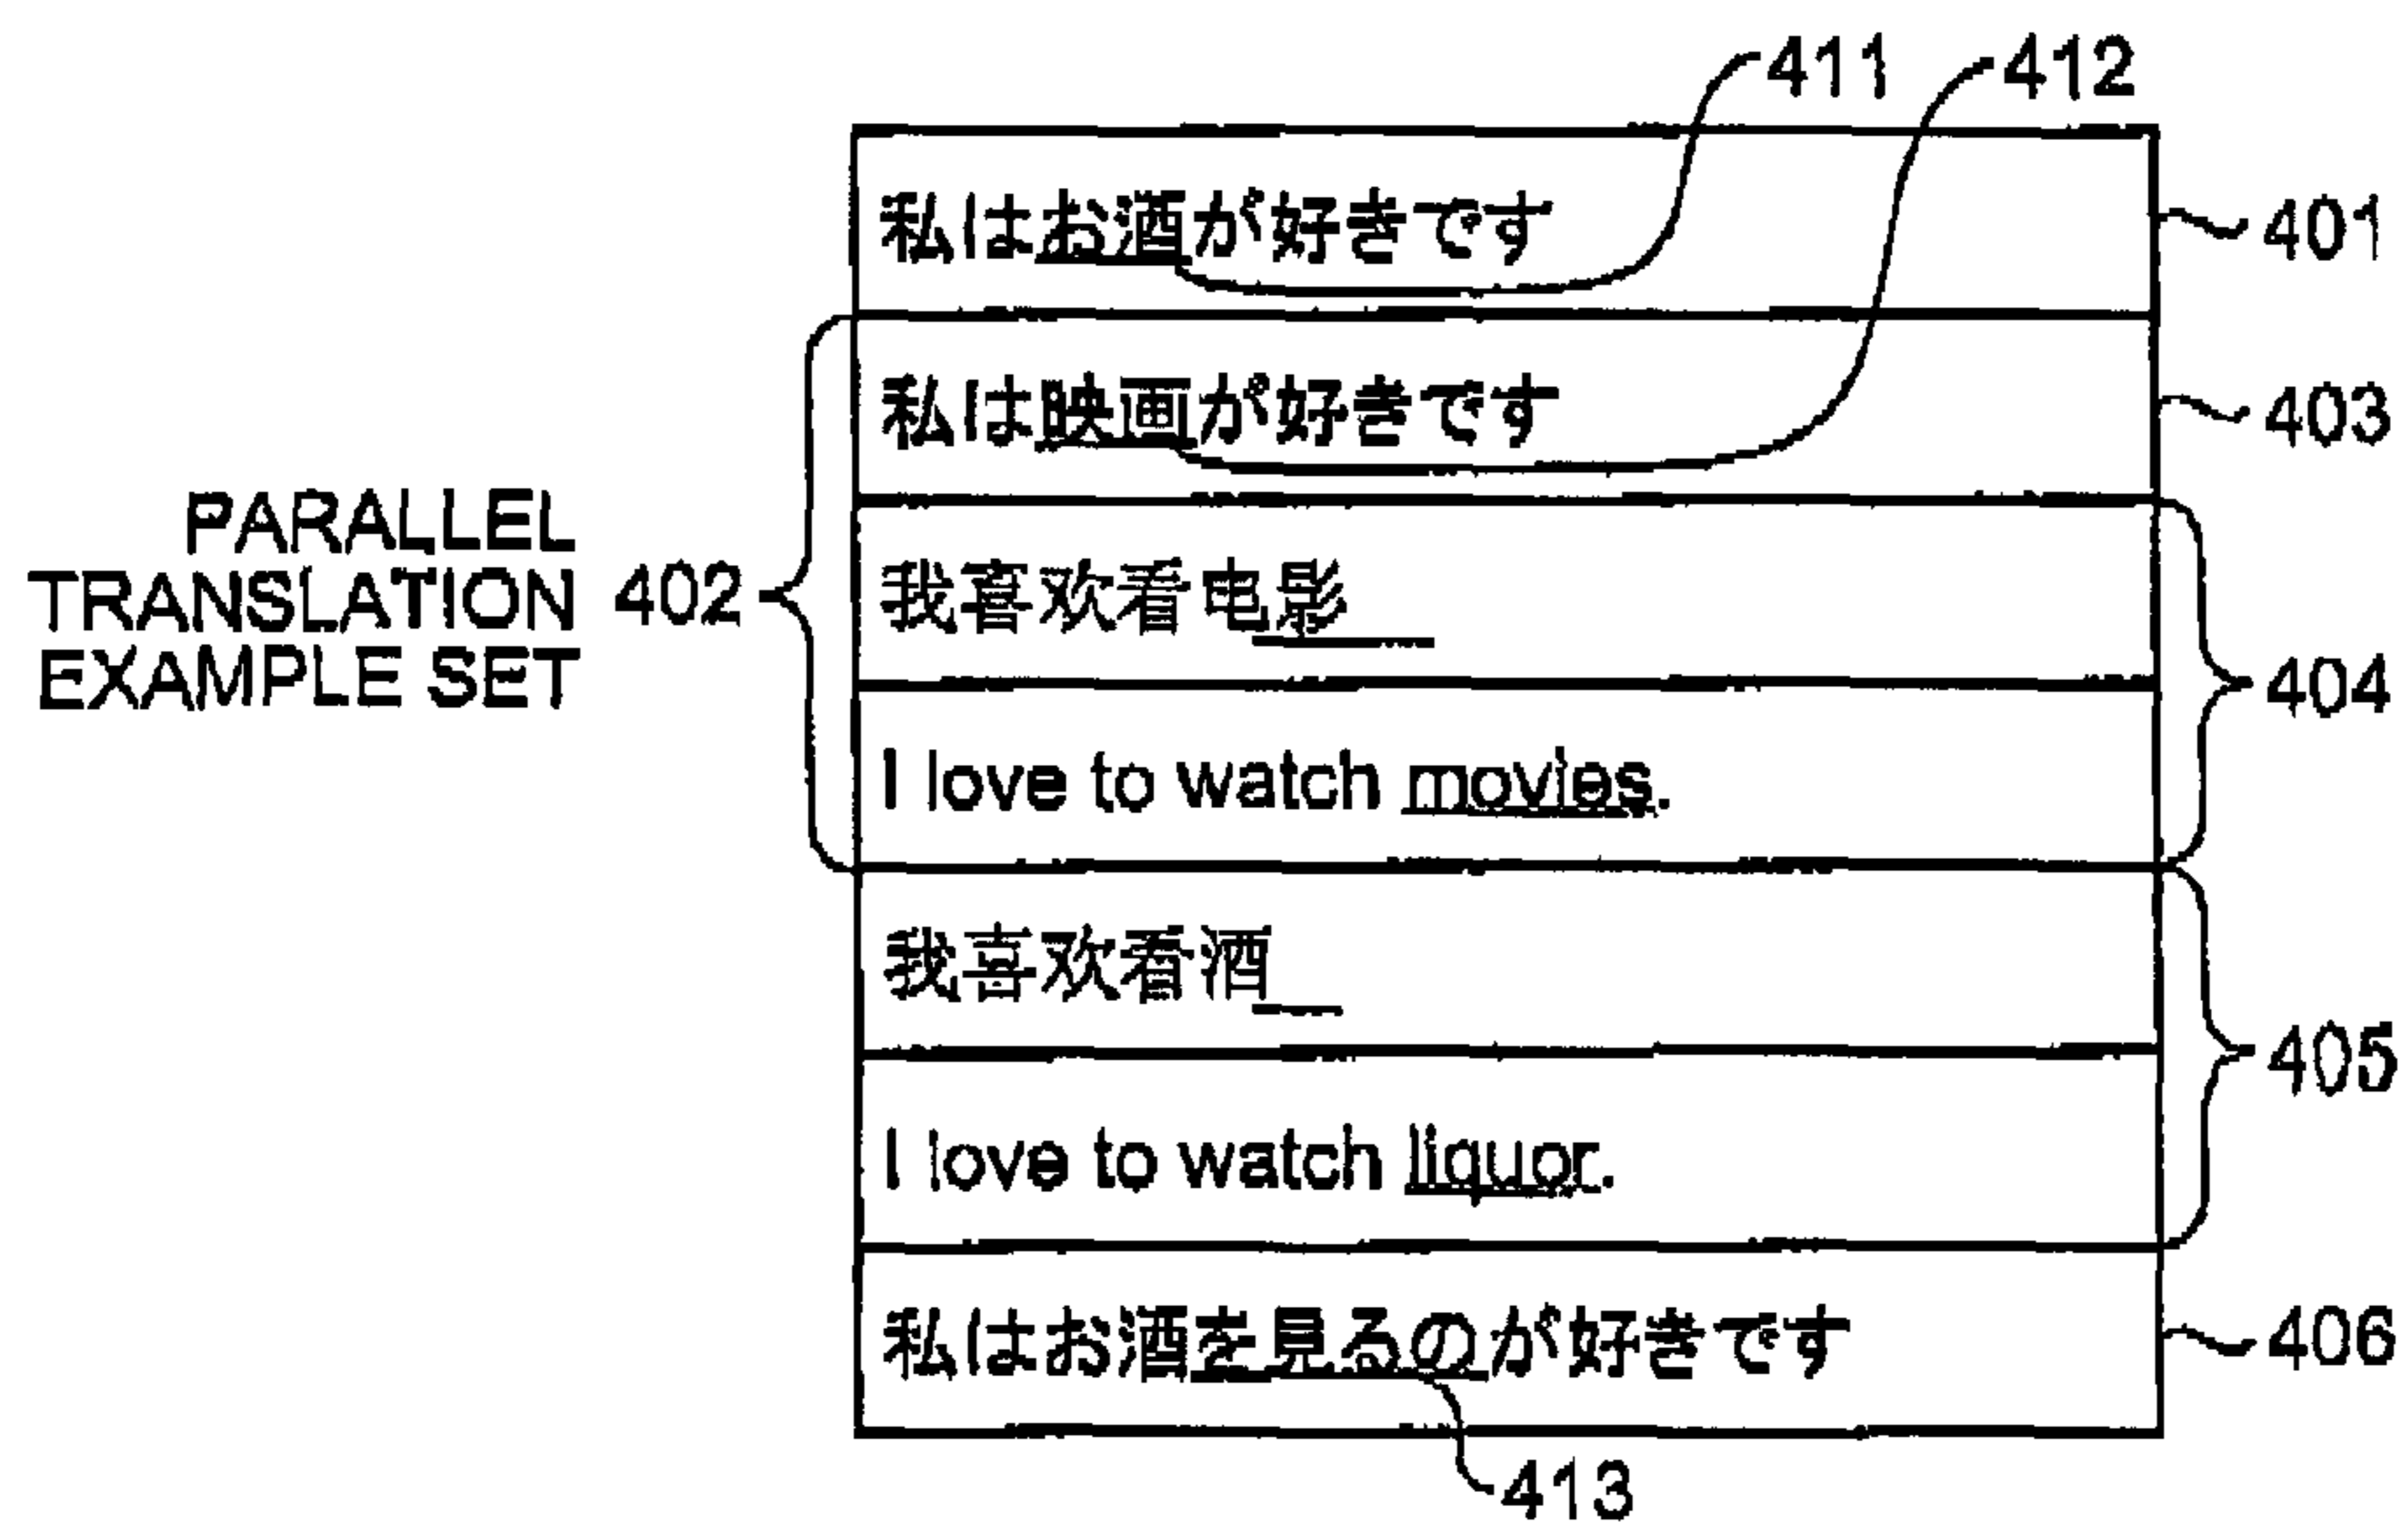 411
412
私はお酒が好きです
401
私は映画が好きです
403
PARALLEL
TRANSLATION
EXAMPLE SET
402
我喜欢看电影
404
I love to watch movies.
我喜欢看酒
405
I love to watch liquor.
私はお酒を見るのが好きです
406
413